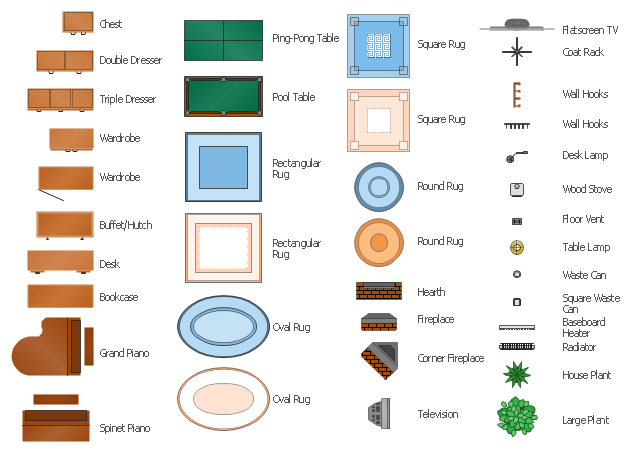 Chest
Double Dresser
Triple Dresser
Wardrobe
Wardrobe
Buffet/Hutch
Desk
Bookcase
Grand Piano
Spinet Piano
Ping-Pong Table
Pool Table
Rectangular
Rug
Rectangular
Rug
Oval Rug
Oval Rug
Square Rug
Square Rug
Round Rug
Round Rug
Hearth
Fireplace
Corner Fireplace
Television
Flatscreen TV
Coat Rack
Wall Hooks
Wall Hooks
Desk Lamp
Wood Stove
Floor Vent
Table Lamp
Waste Can
Square Waste
Can
Baseboard
Heater
Radiator
House Plant
Large Plant